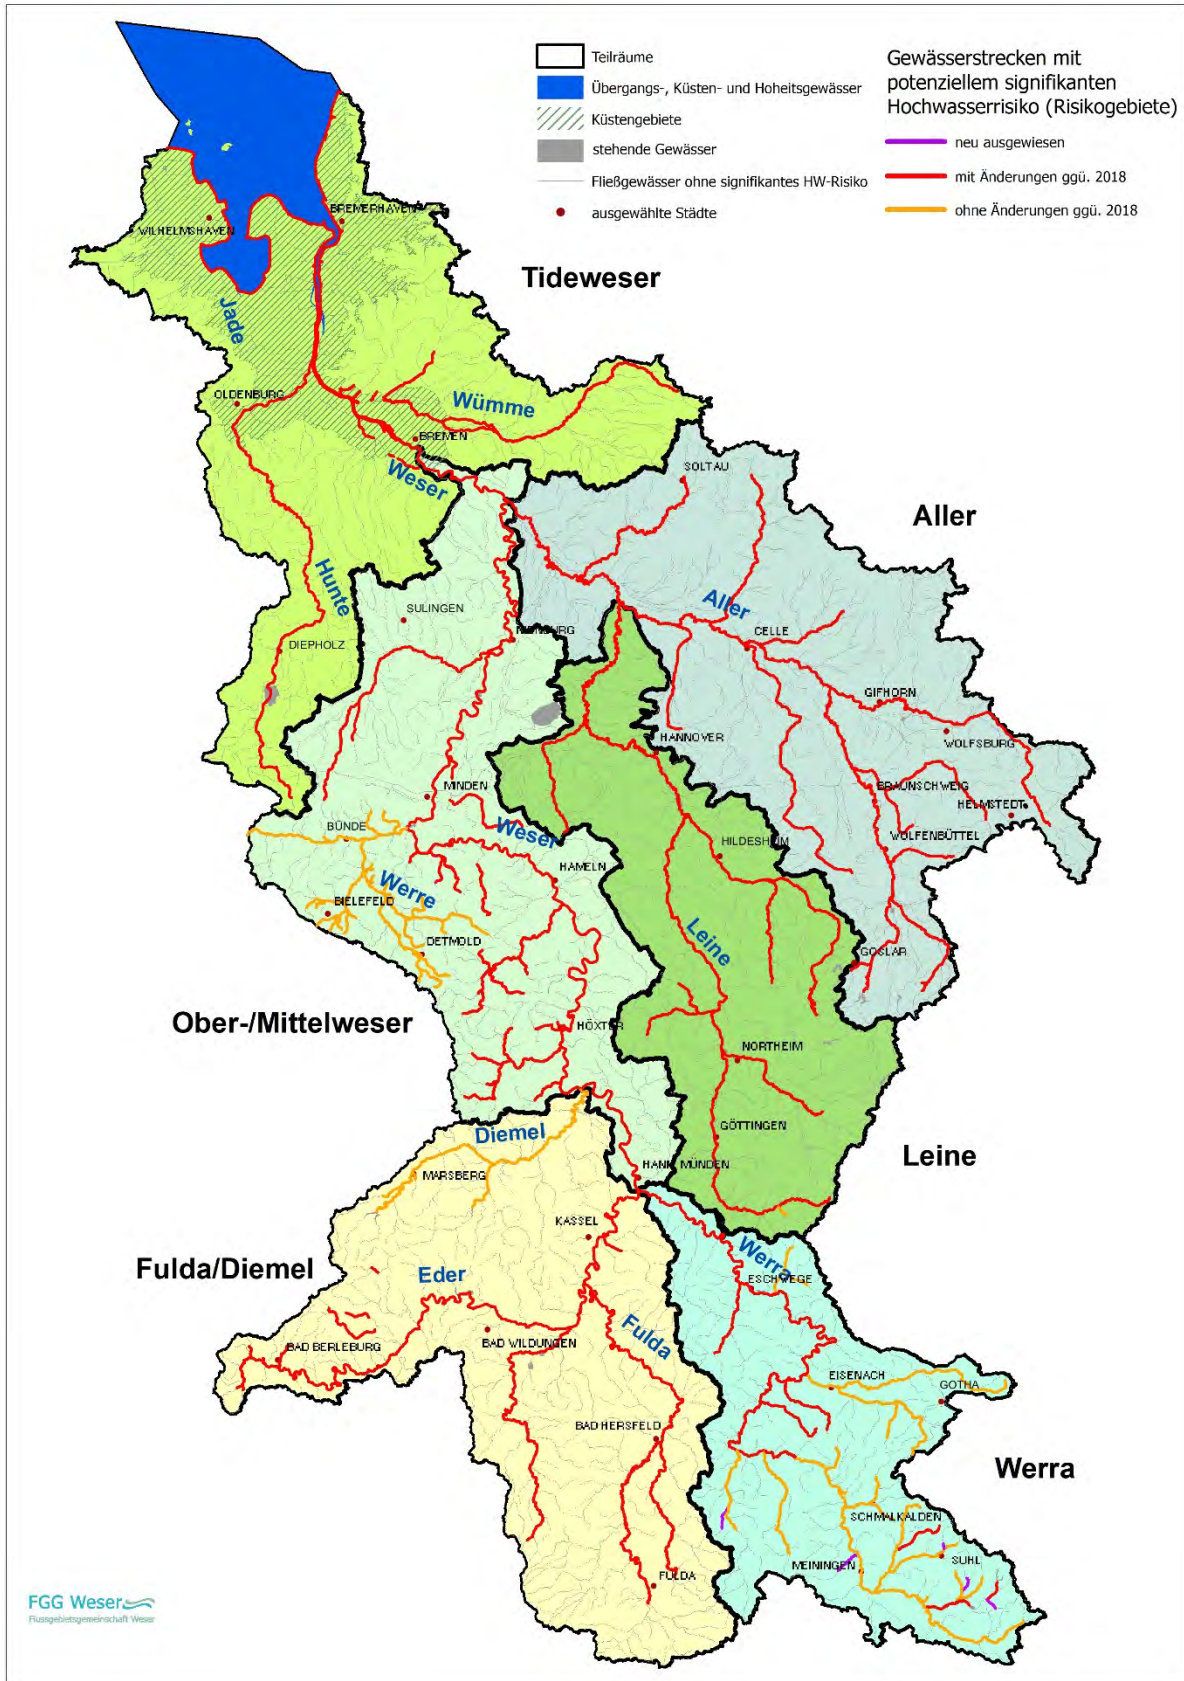 Teilräume
Übergangs-, Küsten- und Hoheitsgewässer
Küstengebiete
stehende Gewässer
Fließgewässer ohne signifikantes HW-Risiko
ausgewählte Städte
Gewässerstrecken mit
potenziellem signifikanten
Hochwasserrisiko (Risikogebiete)
neu ausgewiesen
mit Änderungen ggü. 2018
ohne Änderungen ggü. 2018
BREMERHAVEN
WILHELMSHAVEN
Tideweser
Jade
OLDENBURG
Wümme
BREMEN
Weser
SOLTAU
Aller
Hunte
Aller
SULINGEN
NIENBURG
CELLE
DIEPHOLZ
GIFHORN
HANNOVER
WOLFSBURG
MINDEN
BRAUNSCHWEIG
HELMSTEDT
BÜNDE
Weser
WOLFENBÜTTEL
HILDESHEIM
HAMELN
Werre
BIELEFELD
Leine
DETMOLD
GOSLAR
Ober-/Mittelweser
HÖXTER
NORTHEIM
Diemel
GÖTTINGEN
Leine
MARSBERG
HANN. MÜNDEN
KASSEL
Werra
Fulda/Diemel
Eder
ESCHWEGE
Fulda
BAD BERLEBURG
BAD WILDUNGEN
EISENACH
GOTHA
BAD HERSFELD
Werra
SCHMALKALDEN
MEININGEN
SUHL
FULDA
FGG Weser
Flussgebietsgemeinschaft Weser